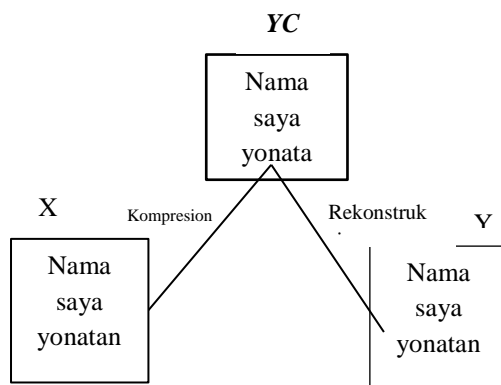 YC
Nama
saya
yonata
X
Kompresion
Rekonstruk
Y
Nama
saya
yonatan
Nama
saya
yonatan